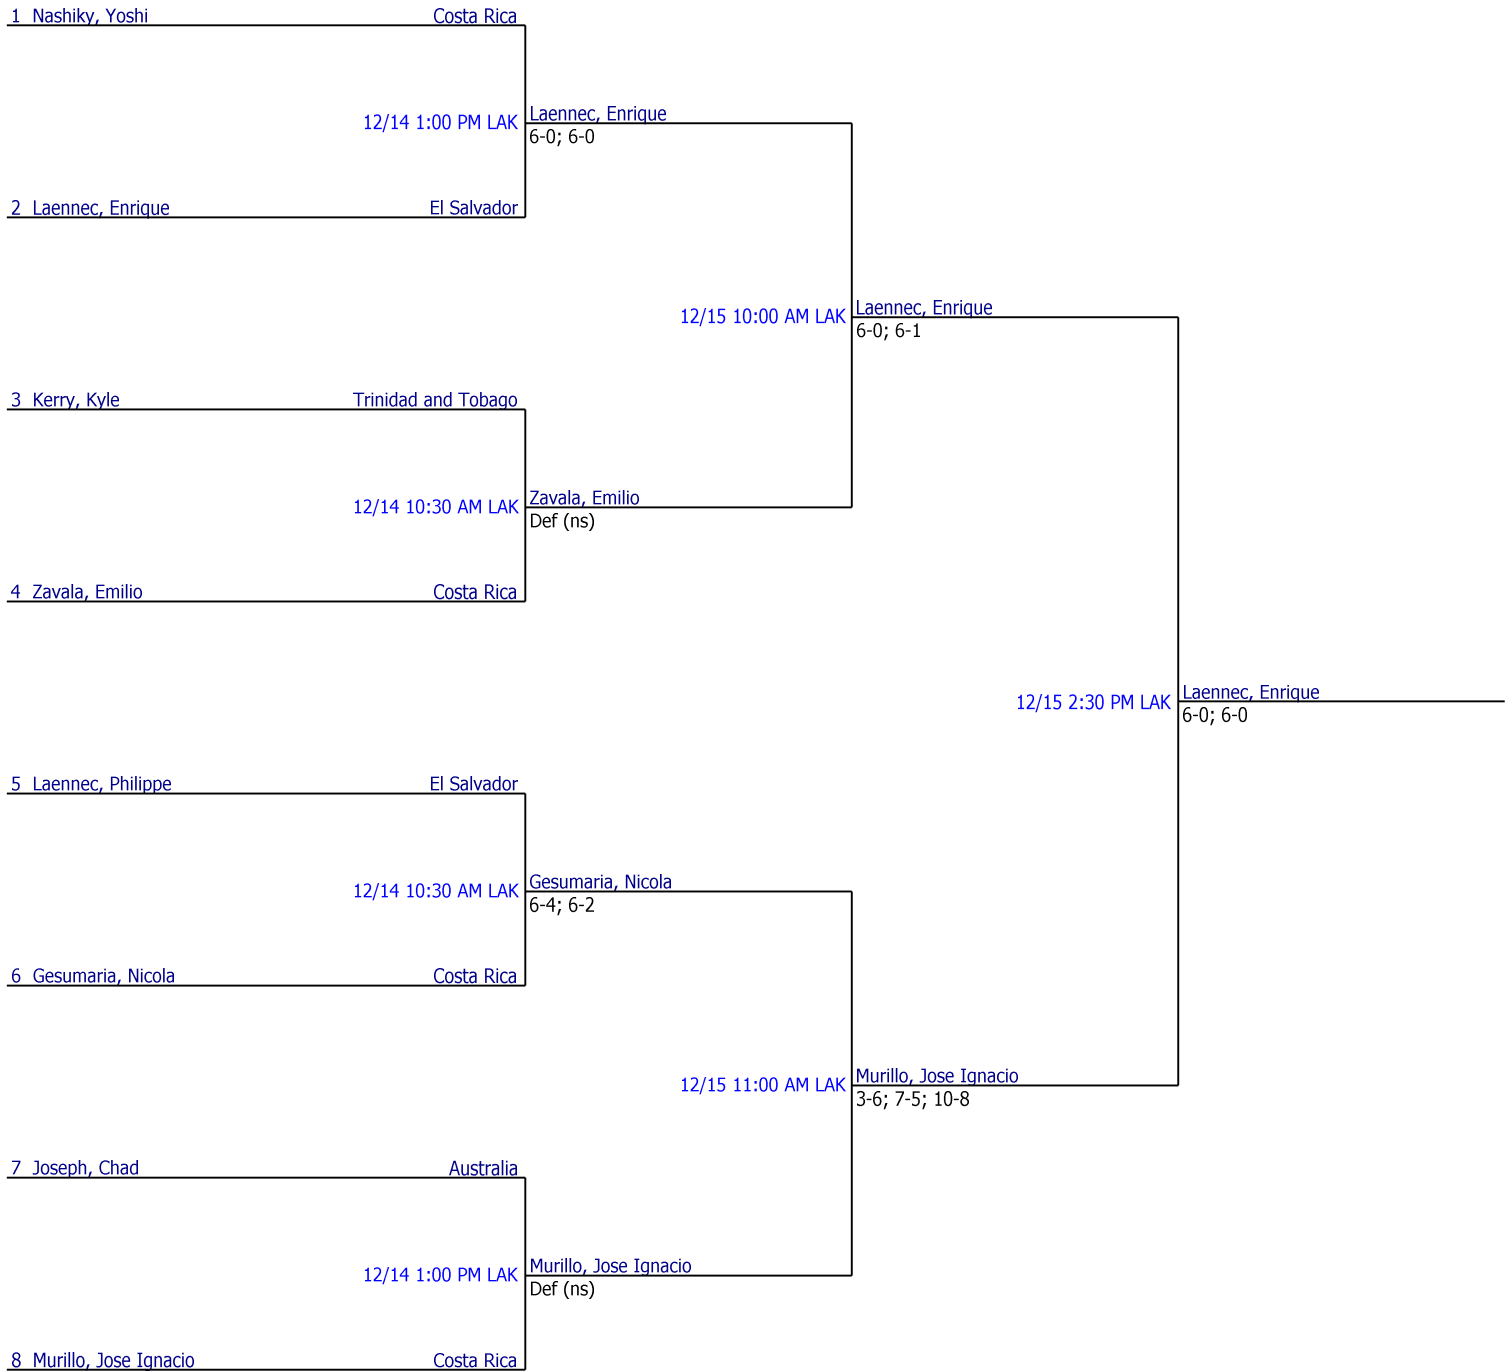 1 Nashiky, Yoshi Costa Rica
12/14 1:00 PM LAK Laennec, Enrique
6-0; 6-0
2 Laennec, Enrique El Salvador
12/15 10:00 AM LAK Laennec, Enrique
6-0; 6-1
3 Kerry, Kyle Trinidad and Tobago
12/14 10:30 AM LAK Zavala, Emilio
Def (ns)
4 Zavala, Emilio Costa Rica
12/15 2:30 PM LAK Laennec, Enrique
6-0; 6-0
5 Laennec, Philippe El Salvador
12/14 10:30 AM LAK Gesumaria, Nicola
6-4; 6-2
6 Gesumaria, Nicola Costa Rica
12/15 11:00 AM LAK Murillo, Jose Ignacio
3-6; 7-5; 10-8
7 Joseph, Chad Australia
12/14 1:00 PM LAK Murillo, Jose Ignacio
Def (ns)
8 Murillo, Jose Ignacio Costa Rica